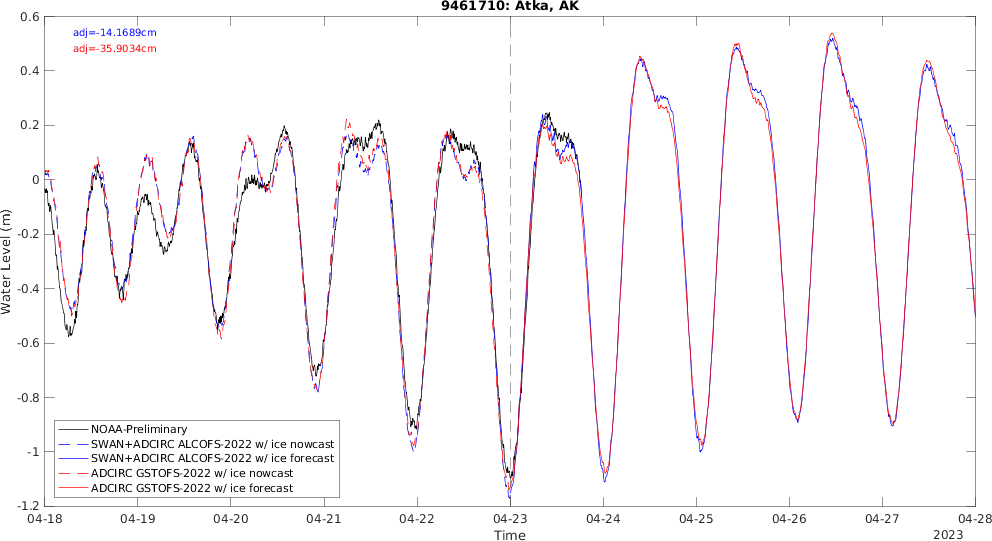 9461710: Atka, AK
adj=-14.1689cm
adj=-35.9034cm
Water Level (m)
0.6
0.4
0.2
0
-0.2
-0.4
-0.6
-0.8
-1
-1.2
NOAA-Preliminary
SWAN+ADCIRC ALCOFS-2022 w/ ice nowcast
SWAN+ADCIRC ALCOFS-2022 w/ ice forecast
ADCIRC GSTOFS-2022 w/ ice nowcast
ADCIRC GSTOFS-2022 w/ ice forecast
04-18 04-19 04-20 04-21 04-22 04-23 04-24 04-25 04-26 04-27 04-28
Time
2023